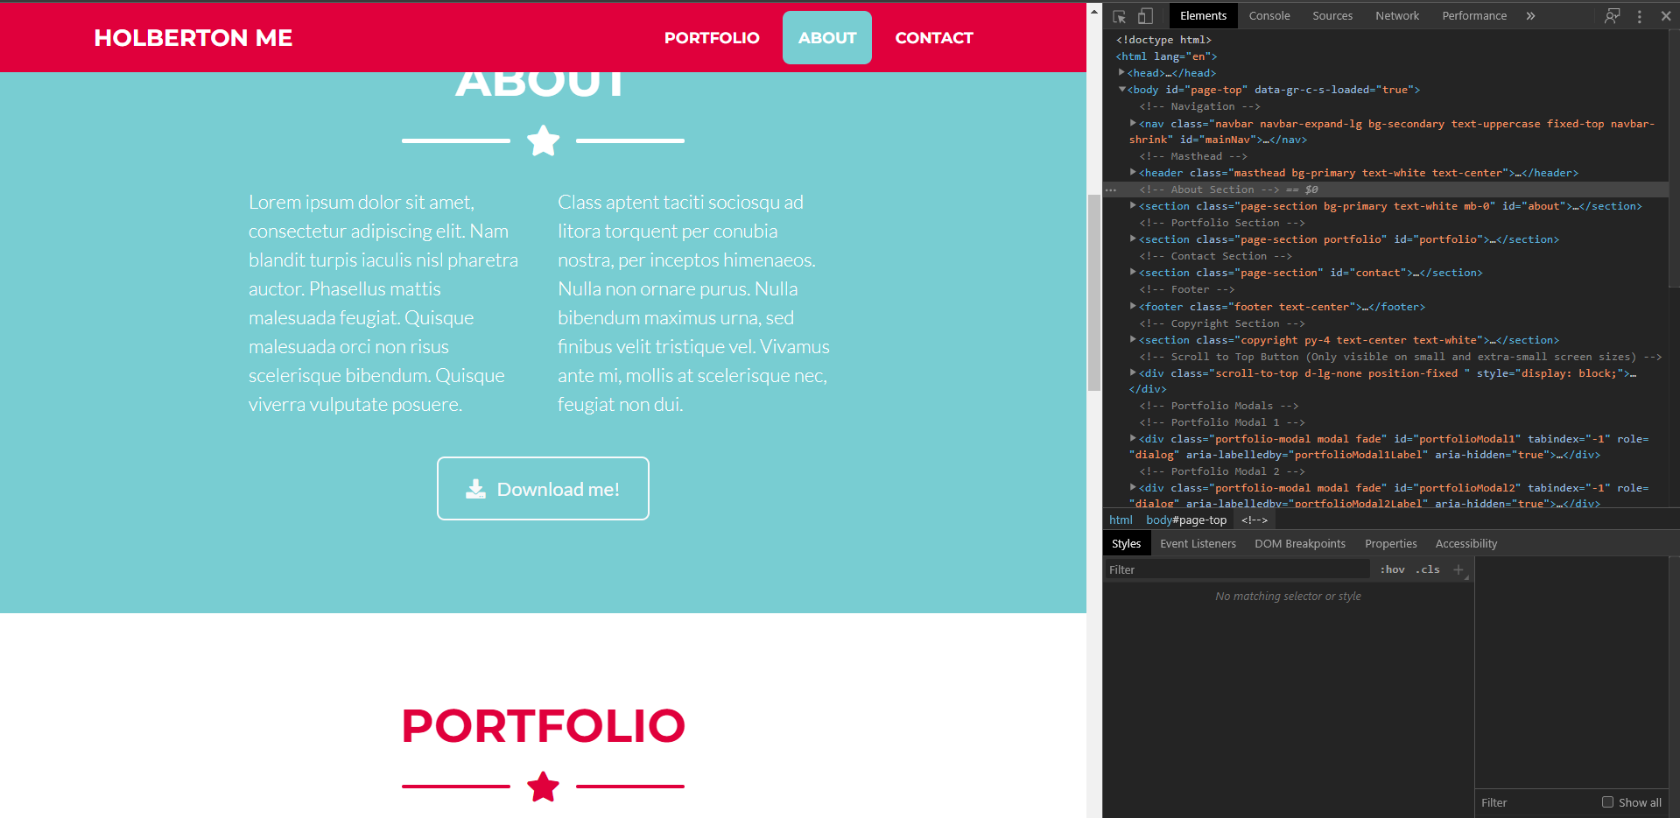 HOLBERTON ME
PORTFOLIO
ABOUT
CONTACT
ABOUT
Lorem ipsum dolor sit amet,
consectetur adipiscing elit. Nam
blandit turpis iaculis nisl pharetra
auctor. Phasellus mattis
malesuada feugiat. Quisque
malesuada orci non risus
scelerisque bibendum. Quisque
viverra vulputate posuere.
Class aptent taciti sociosqu ad
litora torquent per conubia
nostra, per inceptos himenaeos.
Nulla non ornare purus. Nulla
bibendum maximus urna, sed
finibus velit tristique vel. Vivamus
ante mi, mollis at scelerisque nec,
feugiat non dui.
Download me!
PORTFOLIO
Elements Console Sources Network Performance »
<!doctype html>
<html lang="en">
<head>…</head>
<body id="page-top" data-gr-c-s-loaded="true">
<!-- Navigation -->
<nav class="navbar navbar-expand-lg bg-secondary text-uppercase fixed-top navbar-
shrink" id="mainNav">…</nav>
<!-- Masthead -->
<header class="masthead bg-primary text-white text-center">…</header>
<!-- About Section --> == $0
<section class="page-section bg-primary text-white mb-0" id="about">…</section>
<!-- Portfolio Section -->
<section class="page-section portfolio" id="portfolio">…</section>
<!-- Contact Section -->
<section class="page-section" id="contact">…</section>
<!-- Footer -->
<footer class="footer text-center">…</footer>
<!-- Copyright Section -->
<section class="copyright py-4 text-center text-white">…</section>
<!-- Scroll to Top Button (Only visible on small and extra-small screen sizes) -->
<div class="scroll-to-top d-lg-none position-fixed " style="display: block;">…
</div>
<!-- Portfolio Modals -->
<!-- Portfolio Modal 1 -->
<div class="portfolio-modal modal fade" id="portfolioModal1" tabindex="-1" role=
"dialog" aria-labelledby="portfolioModal1Label" aria-hidden="true">…</div>
<!-- Portfolio Modal 2 -->
<div class="portfolio-modal modal fade" id="portfolioModal2" tabindex="-1" role=
"dialog" aria-labelledby="portfolioModal2Label" aria-hidden="true">…</div>
html body#page-top <!-->
Styles Event Listeners DOM Breakpoints Properties Accessibility
Filter :hov .cls +
No matching selector or style
Filter Show all